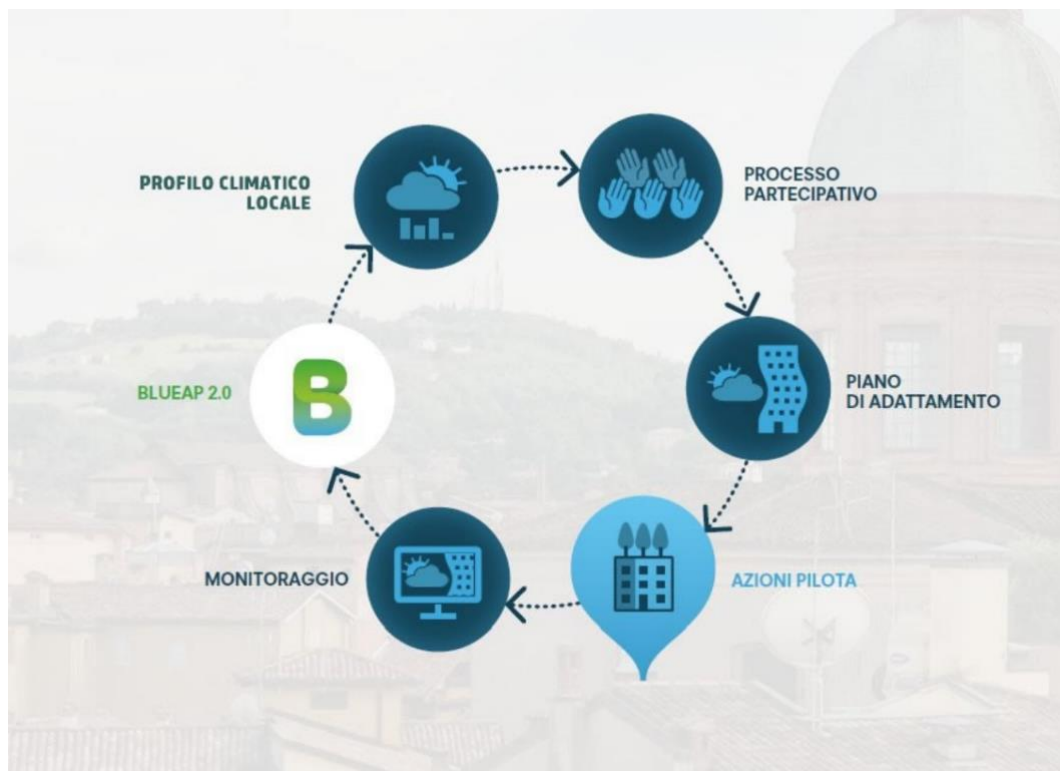 PROFILO CLIMATICO
LOCALE
PROCESSO
PARTECIPATIVO
PIANO
DI ADATTAMENTO
AZIONI PILOTA
MONITORAGGIO
BLUEAP 2.0
B